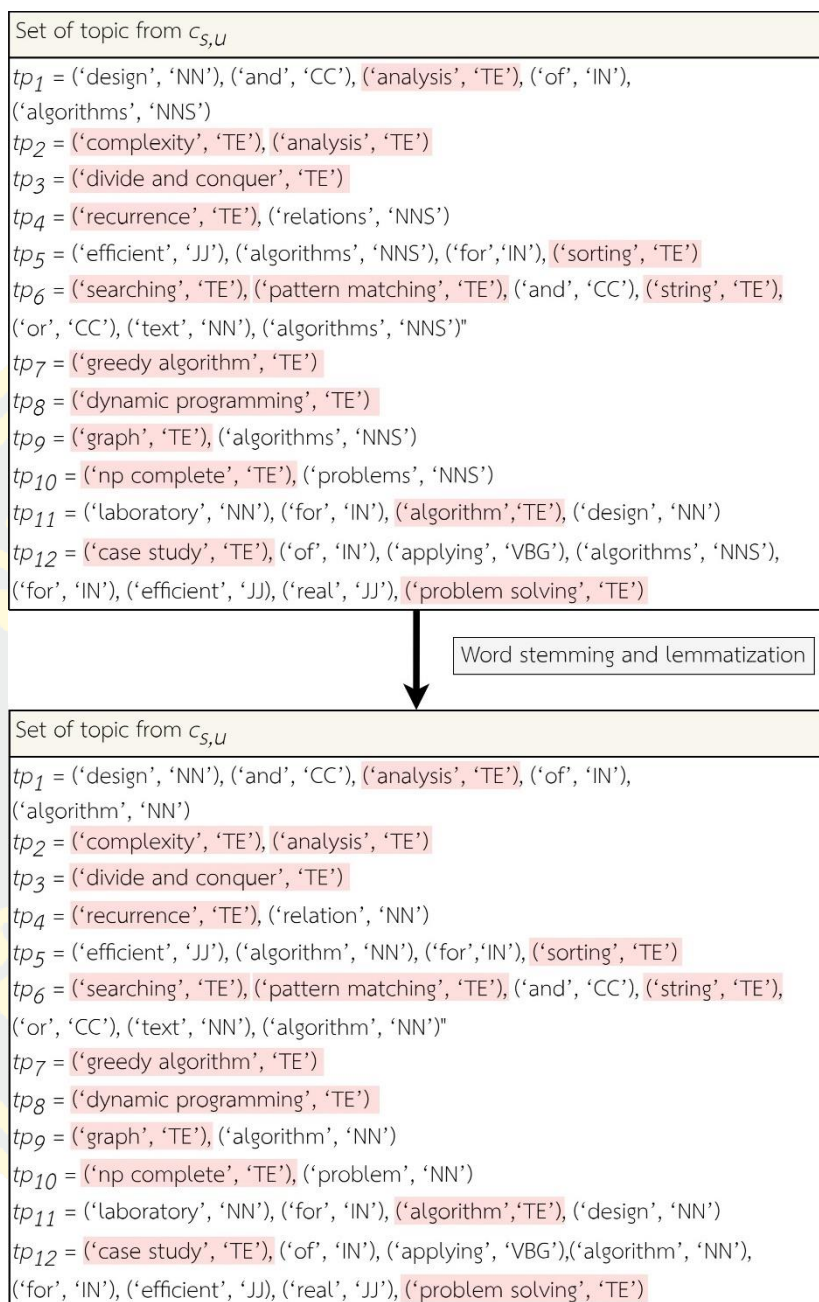 Set of topic from cs,u
tp1 = (‘design’, ‘NN’), (‘and’, ‘CC’), (‘analysis’, ‘TE’), (‘of’, ‘IN’),
(‘algorithms’, ‘NNS’)
tp2 = (‘complexity’, ‘TE’), (‘analysis’, ‘TE’)
tp3 = (‘divide and conquer’, ‘TE’)
tp4 = (‘recurrence’, ‘TE’), (‘relations’, ‘NNS’)
tp5 = (‘efficient’, ‘JJ’), (‘algorithms’, ‘NNS’), (‘for’,‘IN’), (‘sorting’, ‘TE’)
tp6 = (‘searching’, ‘TE’), (‘pattern matching’, ‘TE’), (‘and’, ‘CC’), (‘string’, ‘TE’),
(‘or’, ‘CC’), (‘text’, ‘NN’), (‘algorithms’, ‘NNS’)"
tp7 = (‘greedy algorithm’, ‘TE’)
tp8 = (‘dynamic programming’, ‘TE’)
tp9 = (‘graph’, ‘TE’), (‘algorithms’, ‘NNS’)
tp10 = (‘np complete’, ‘TE’), (‘problems’, ‘NNS’)
tp11 = (‘laboratory’, ‘NN’), (‘for’, ‘IN’), (‘algorithm’,‘TE’), (‘design’, ‘NN’)
tp12 = (‘case study’, ‘TE’), (‘of’, ‘IN’), (‘applying’, ‘VBG’), (‘algorithms’, ‘NNS’),
(‘for’, ‘IN’), (‘efficient’, ‘JJ), (‘real’, ‘JJ’), (‘problem solving’, ‘TE’)
Word stemming and lemmatization
Set of topic from cs,u
tp1 = (‘design’, ‘NN’), (‘and’, ‘CC’), (‘analysis’, ‘TE’), (‘of’, ‘IN’),
(‘algorithm’, ‘NN’)
tp2 = (‘complexity’, ‘TE’), (‘analysis’, ‘TE’)
tp3 = (‘divide and conquer’, ‘TE’)
tp4 = (‘recurrence’, ‘TE’), (‘relation’, ‘NN’)
tp5 = (‘efficient’, ‘JJ’), (‘algorithm’, ‘NN’), (‘for’,‘IN’), (‘sorting’, ‘TE’)
tp6 = (‘searching’, ‘TE’), (‘pattern matching’, ‘TE’), (‘and’, ‘CC’), (‘string’, ‘TE’),
(‘or’, ‘CC’), (‘text’, ‘NN’), (‘algorithm’, ‘NN’)"
tp7 = (‘greedy algorithm’, ‘TE’)
tp8 = (‘dynamic programming’, ‘TE’)
tp9 = (‘graph’, ‘TE’), (‘algorithm’, ‘NN’)
tp10 = (‘np complete’, ‘TE’), (‘problem’, ‘NN’)
tp11 = (‘laboratory’, ‘NN’), (‘for’, ‘IN’), (‘algorithm’,‘TE’), (‘design’, ‘NN’)
tp12 = (‘case study’, ‘TE’), (‘of’, ‘IN’), (‘applying’, ‘VBG’),(‘algorithm’, ‘NN’),
(‘for’, ‘IN’), (‘efficient’, ‘JJ), (‘real’, ‘JJ’), (‘problem solving’, ‘TE’)